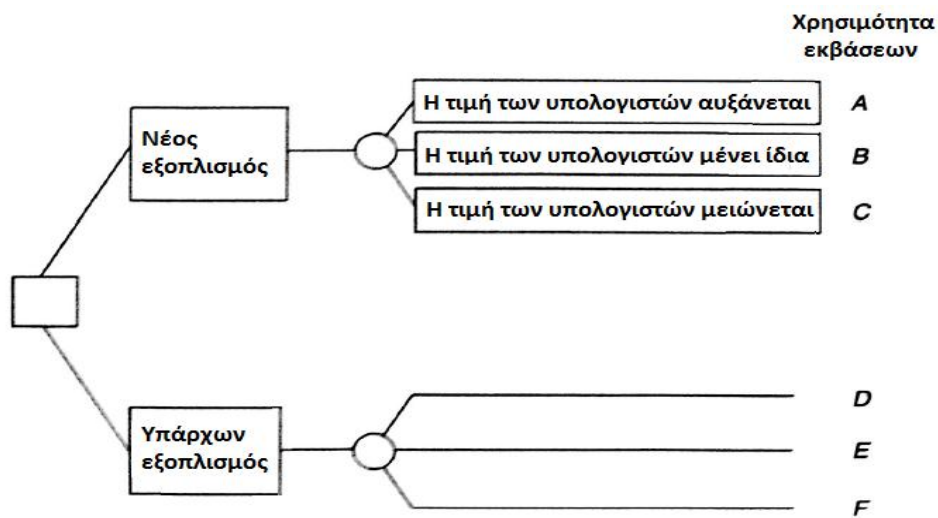 Χρησιμότητα
εκβάσεων
Η τιμή των υπολογιστών αυξάνεται
A
Νέος
εξοπλισμός
Η τιμή των υπολογιστών μένει ίδια
B
Η τιμή των υπολογιστών μειώνεται
C
D
Υπάρχων
εξοπλισμός
E
F